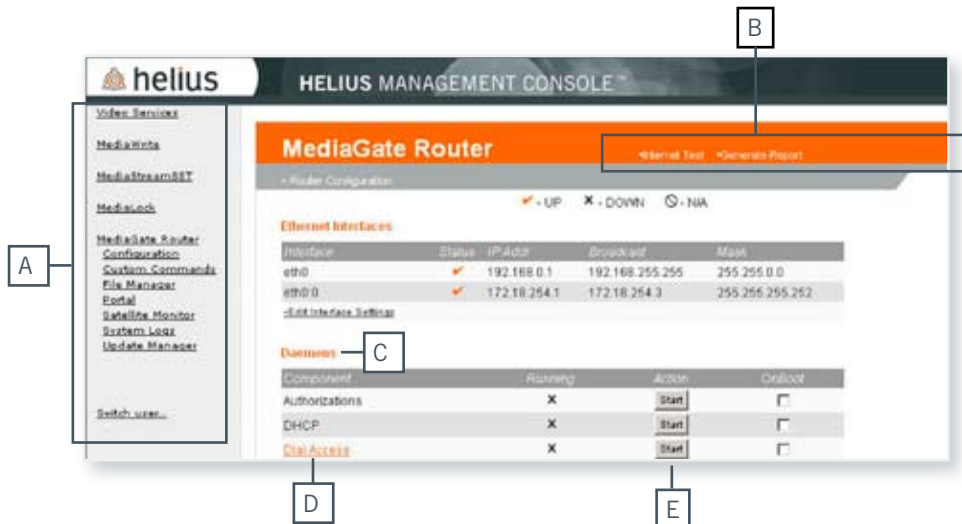 B
helius
HELIUS MANAGEMENT CONSOLE™
Video Services
MediaWrite
MediaStreamSST
MediaLock
MediaGate Router
Configuration
Custom Commands
File Manager
Portal
Satellite Monitor
System Logs
Update Manager
Switch user...
A
MediaGate Router
Internet Test
Generate Report
Router Configuration
- UP - DOWN - N/A
Ethernet Interfaces
Interface Status IP Addr Broadcast Mask
eth0 192.168.0.1 192.168.255.255 255.255.0.0
eth0:0 172.18.254.1 172.18.254.3 255.255.255.252
Edit Interface Settings
Daemons
C
Component Running Action OnBoot
Authorizations X Start
DHCP X Start
Dial Access X Start
D
E